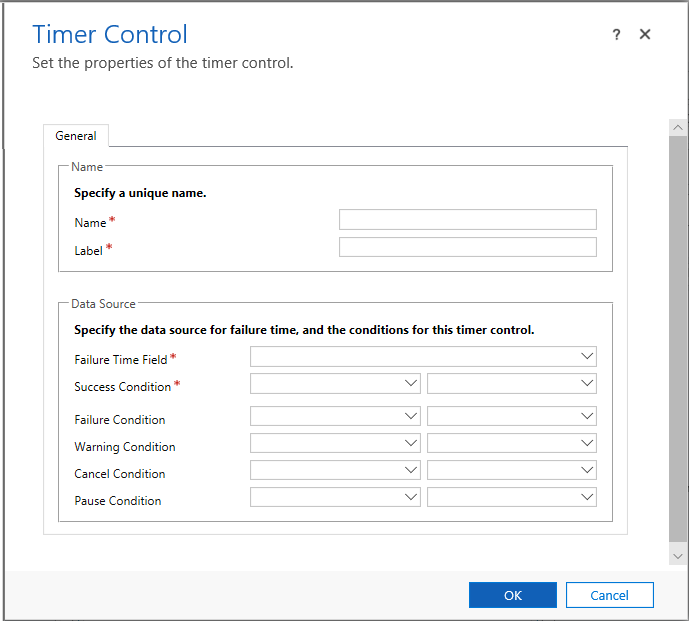 Timer Control
?
Set the properties of the timer control.
General
Name
Specify a unique name.
Name*
Label *
Data Source
Specify the data source for failure time, and the conditions for this timer control.
Failure Time Field *
Success Condition *
Failure Condition
Warning Condition
Cancel Condition
Pause Condition
OK Cancel